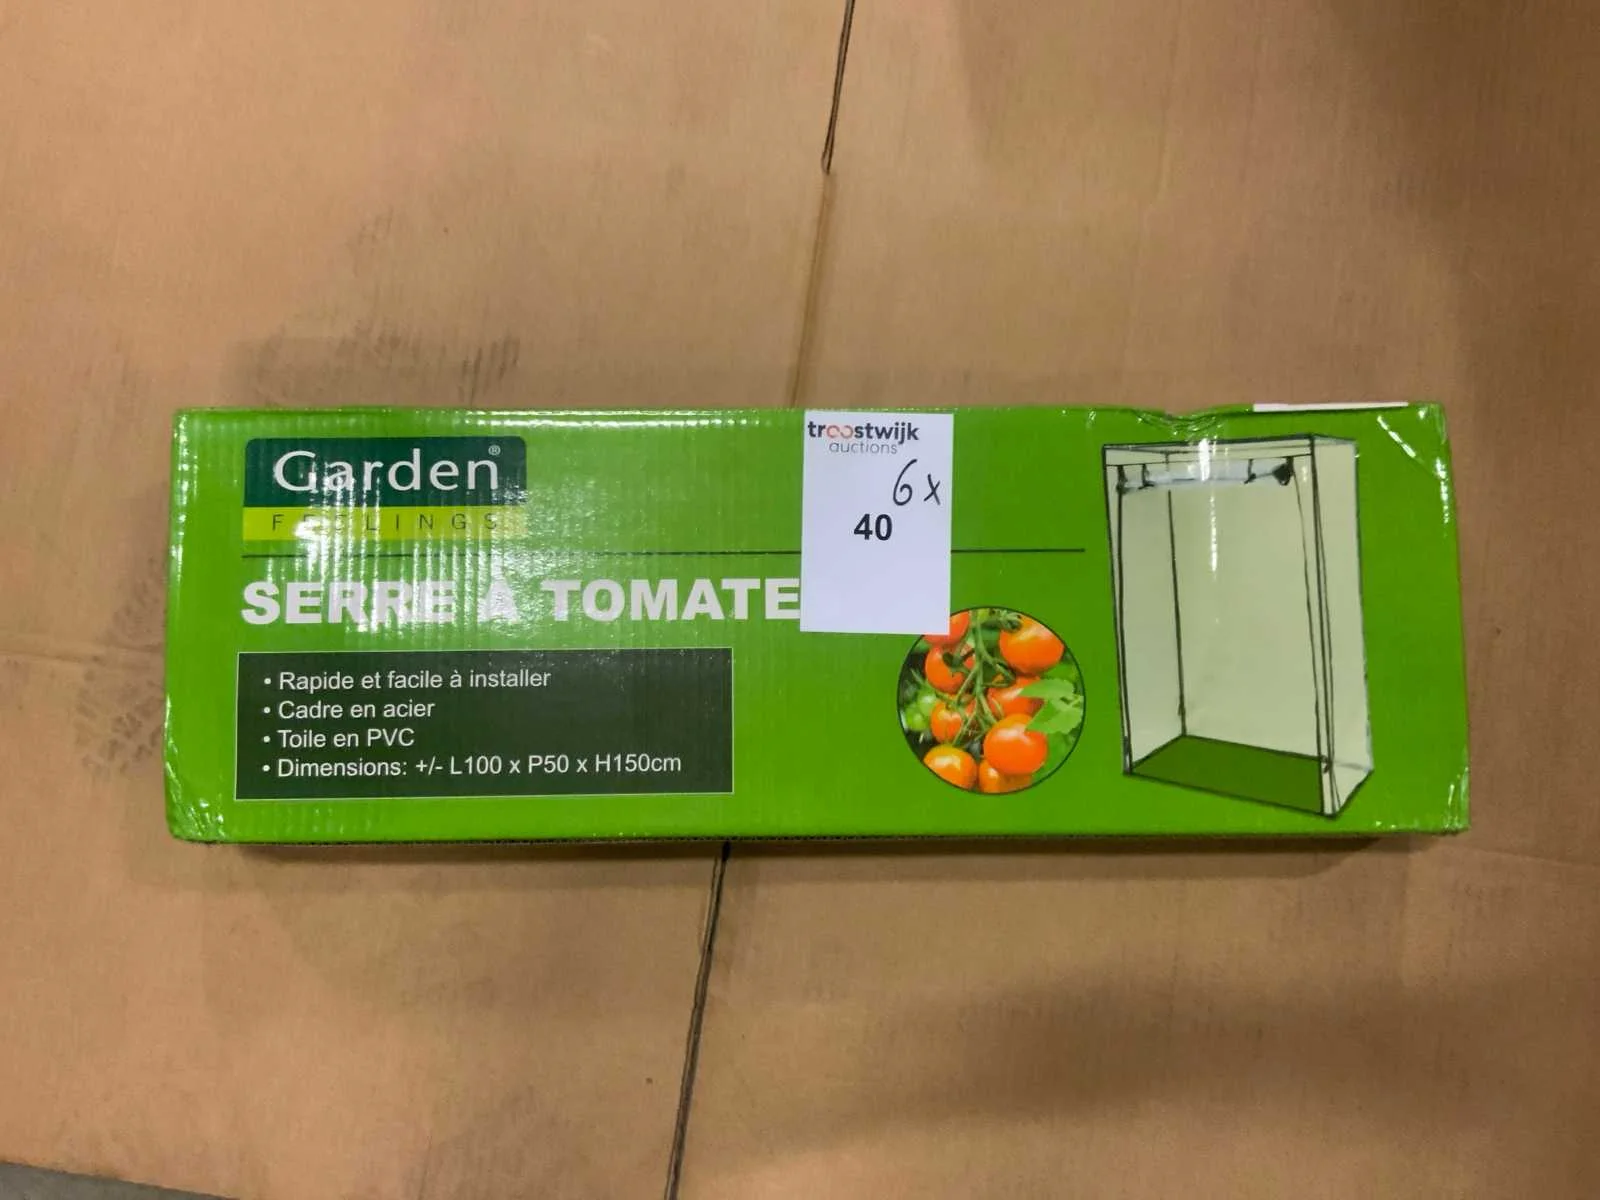 Garden®
FEELINGS
troostwijk
auctions
6 x
40
SERRE À TOMATE
• Rapide et facile à installer
• Cadre en acier
• Toile en PVC
• Dimensions: +/- L100 x P50 x H150cm